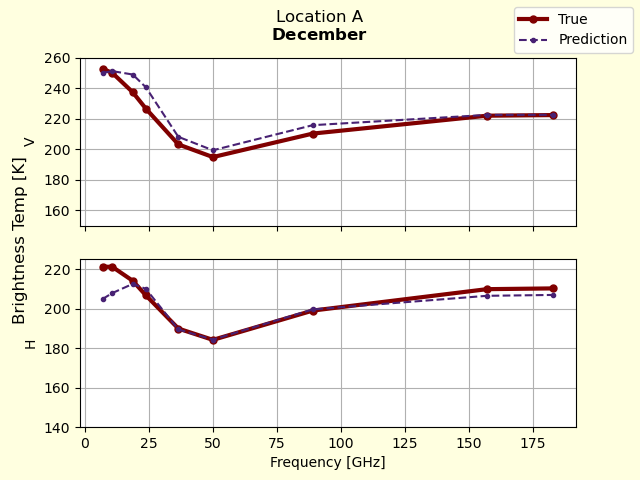 Location A
December
True
Prediction
260
240
220
200
180
160
V
Brightness Temp [K]
220
200
180
160
140
H
0 25 50 75 100 125 150 175
Frequency [GHz]